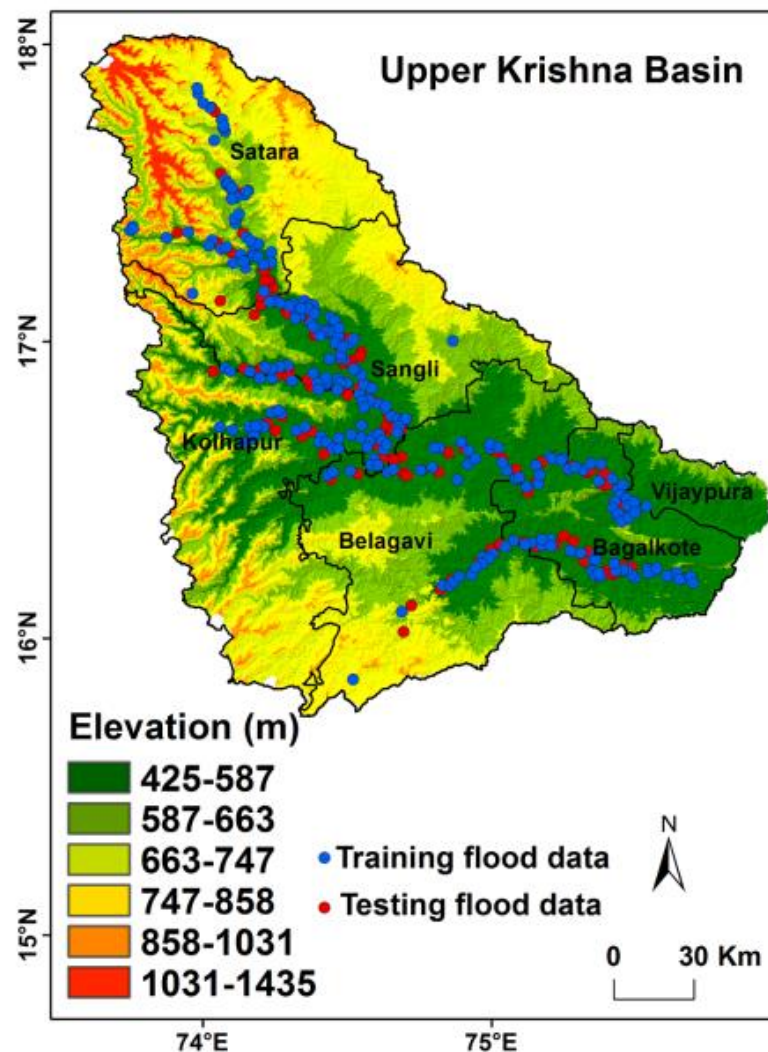 Upper Krishna Basin
18°N
Satara
17°N
Sangli
Kolhapur
Vijaypura
Belagavi
Bagalkote
16°N
Elevation (m)
425-587
587-663
663-747
747-858
858-1031
1031-1435
Training flood data
Testing flood data
N
0 30 Km
15°N
74°E 75°E